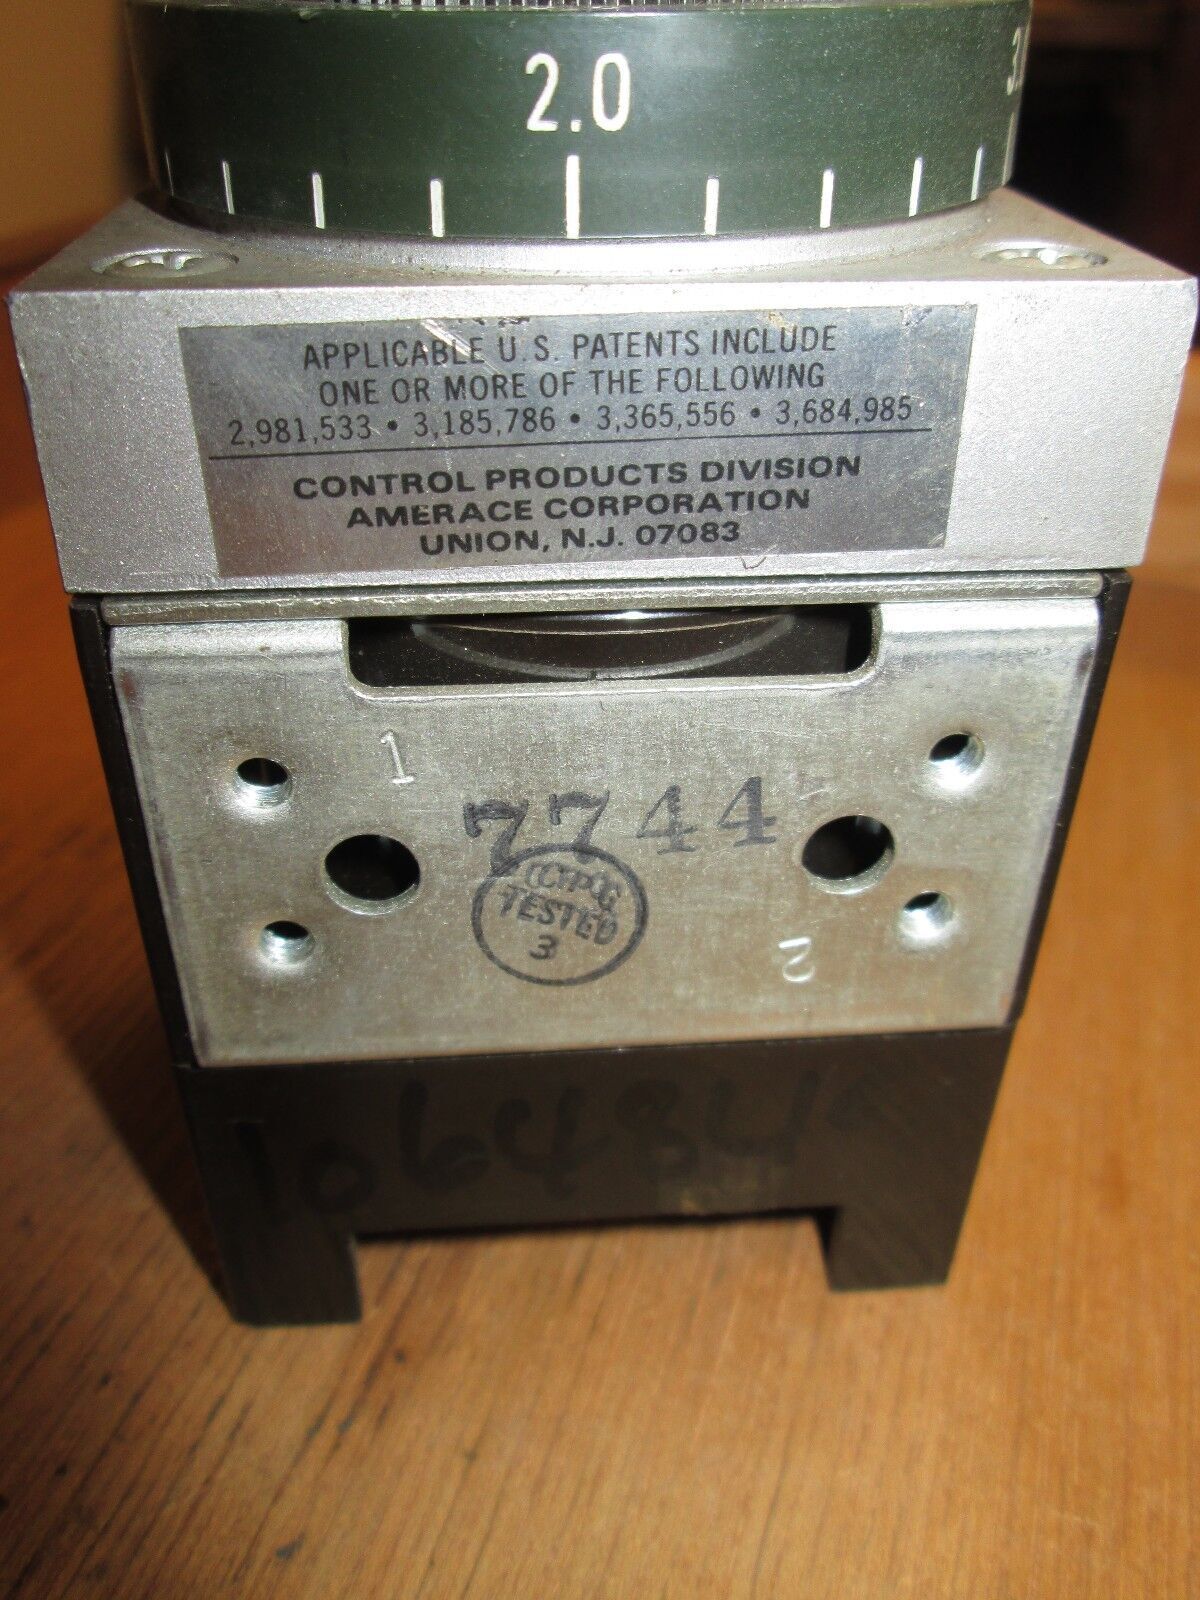 2.0
APPLICABLE U.S. PATENTS INCLUDE
ONE OR MORE OF THE FOLLOWING
2,981,533 • 3,185,786 • 3,365,556 • 3,684,985
CONTROL PRODUCTS DIVISION
AMERACE CORPORATION
UNION, N.J. 07083
1
7744
TESTED
3
2